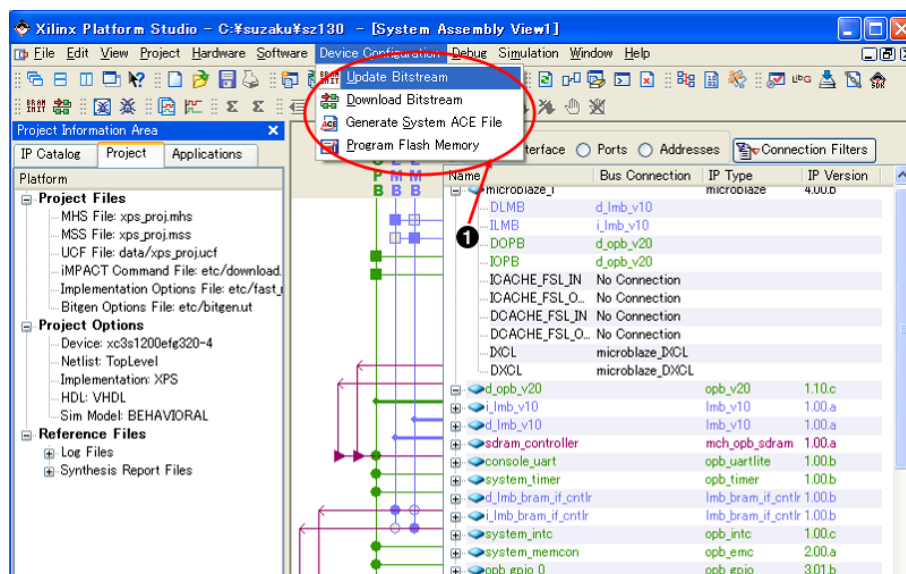 Xilinx Platform Studio - C:¥suzaku¥sz130 - [System Assembly View1]
File Edit View Project Hardware Software Device Configuration Debug Simulation Window Help
Update Bitstream
Download Bitstream
Generate System ACE File
Program Flash Memory
Project Information Area
IP Catalog Project Applications
terface Ports Addresses Connection Filters
Platform
P M M
B B B
Name Bus Connection IP Type IP Version
Project Files
MHS File: xps_proj.mhs
MSS File: xps_proj.mss
UCF File: data/xps_proj.ucf
iMPACT Command File: etc/download.
Implementation Options File: etc/fast_
Bitgen Options File: etc/bitgen.ut
Project Options
Device: xc3s1200efg320-4
Netlist: TopLevel
Implementation: XPS
HDL: VHDL
Sim Model: BEHAVIORAL
Reference Files
Log Files
Synthesis Report Files
microblaze_i microblaze 4.00.b
DLMB d_lmb_v10
ILMB i_lmb_v10
DOPB d_opb_v20
IOPB d_opb_v20
ICACHE_FSL_IN No Connection
ICACHE_FSL_O... No Connection
DCACHE_FSL_IN No Connection
DCACHE_FSL_O... No Connection
IXCL microblaze_IXCL
DXCL microblaze_DXCL
d_opb_v20 opb_v20 1.10.c
i_lmb_v10 lmb_v10 1.00.a
d_lmb_v10 lmb_v10 1.00.a
sdram_controller mch_opb_sdram 1.00.a
console_uart opb_uartlite 1.00.b
system_timer opb_timer 1.00.b
d_lmb_bram_if_cntlr lmb_bram_if_cntlr 1.00.b
i_lmb_bram_if_cntlr lmb_bram_if_cntlr 1.00.b
system_intc opb_intc 1.00.c
system_memcon opb_emc 2.00.a
opb_gpio_0 opb_gpio 3.01.b
1